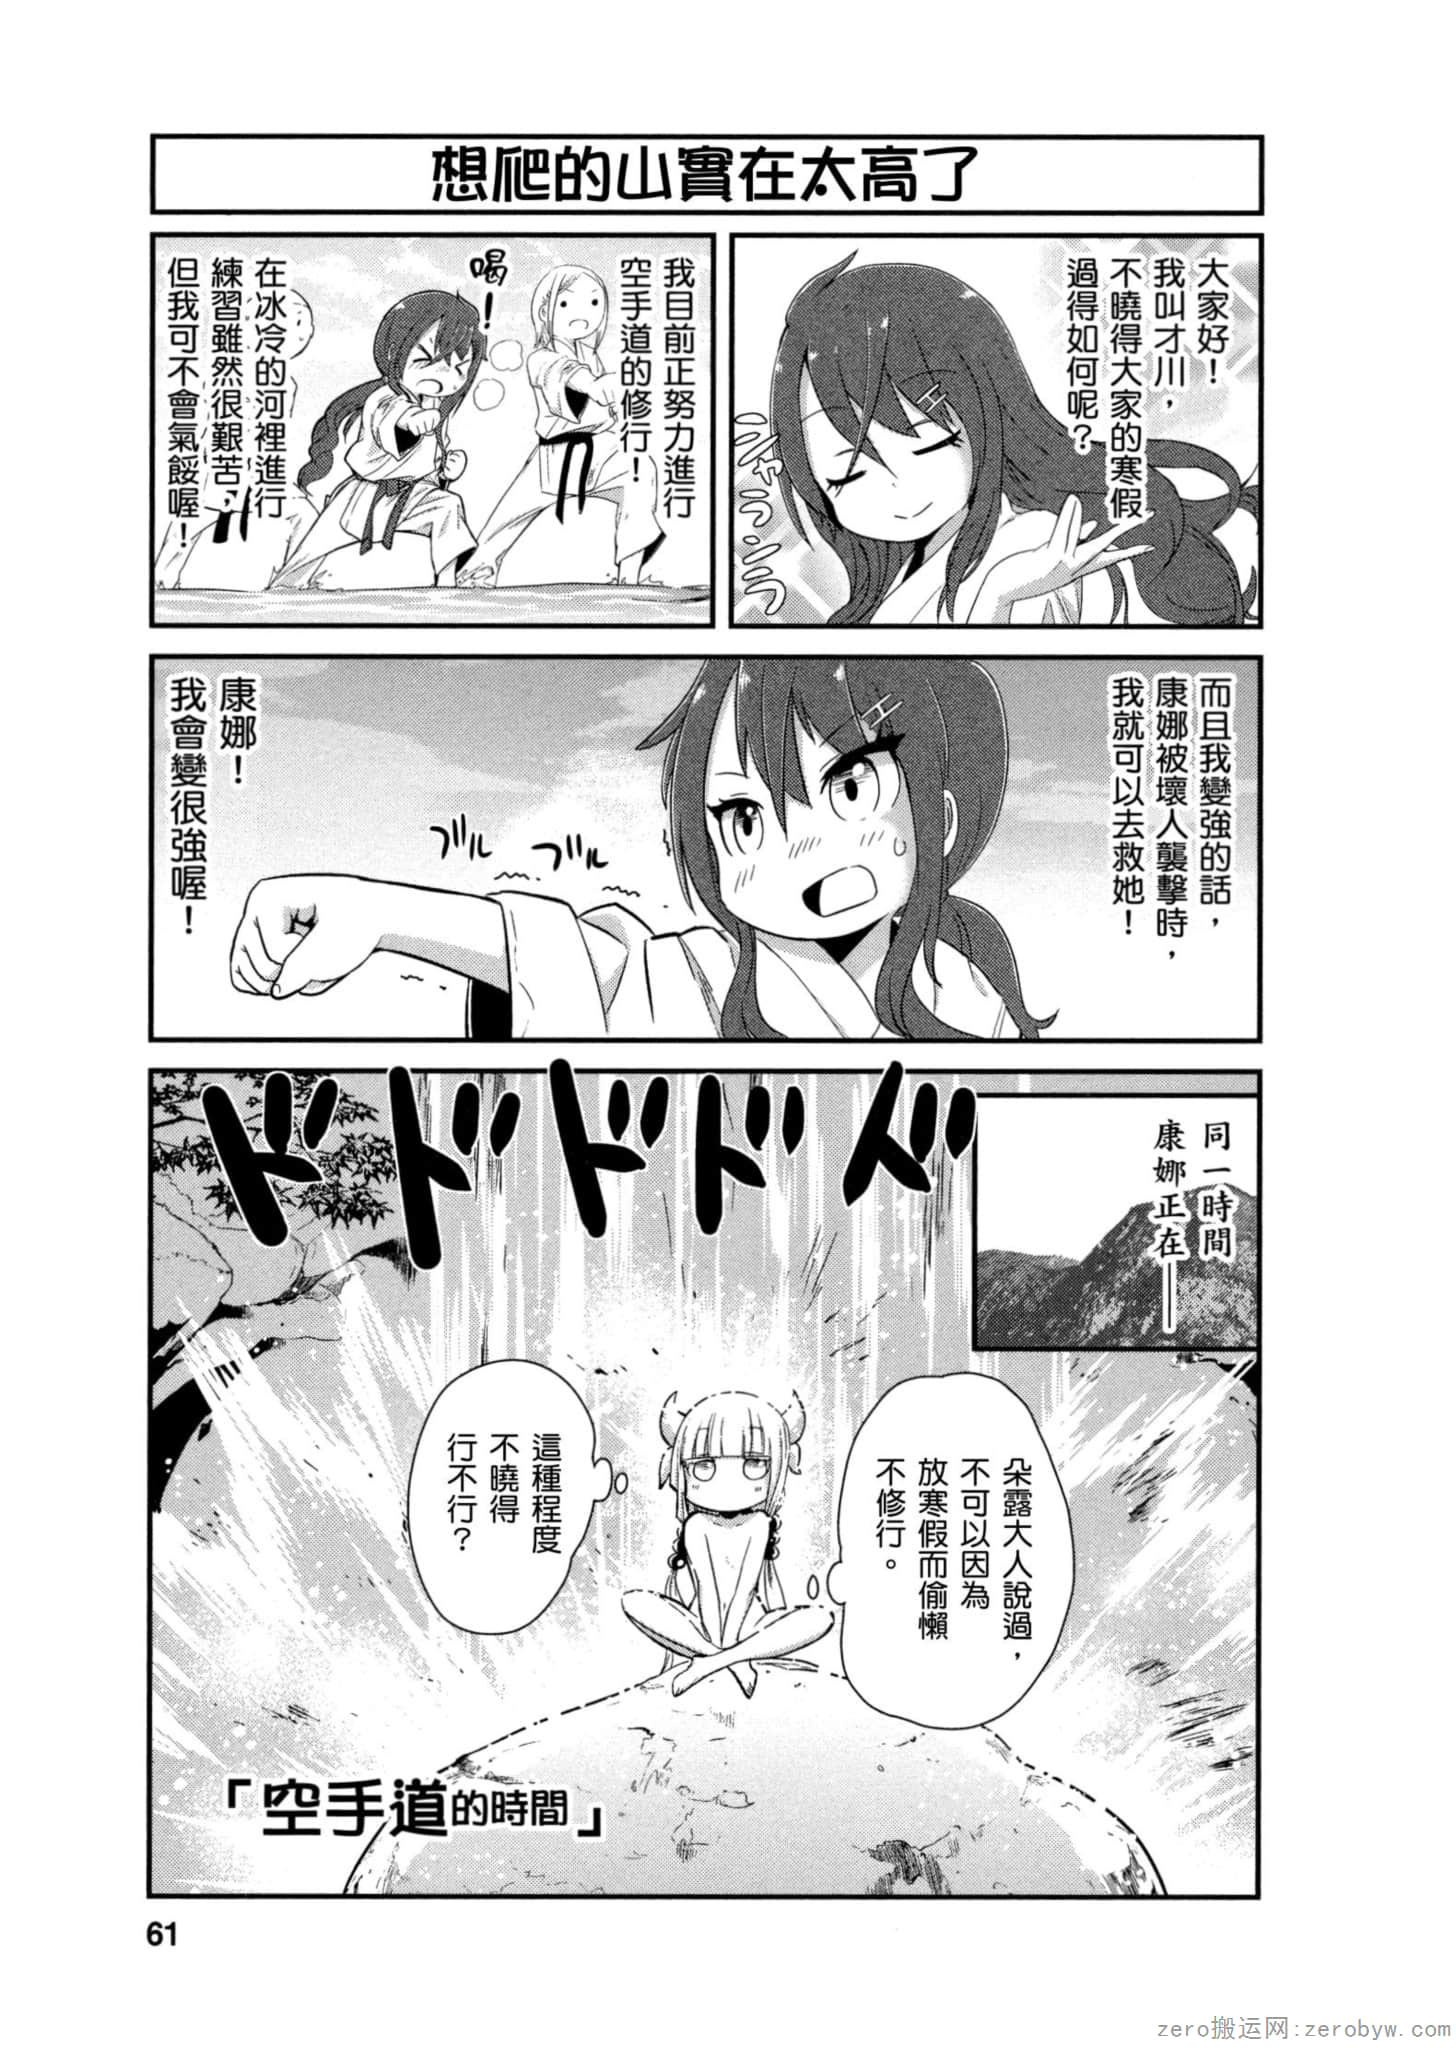 想爬的山實在太高了
大家好！
我叫才川，
不曉得大家的寒假
過得如何呢？
シャラ
ンラ
我目前正努力進行
空手道的修行！
喝！
在冰冷的河裡進行
練習雖然很艱苦，
但我可不會氣餒喔！
而且我變強的話，
康娜被壞人襲擊時，
我就可以去救她！
ブル
ブル
康娜！
我會變很強喔！
同一時間
康娜正在——
ドドドドド
朵露大人說過，
不可以因為
放寒假而偷懶
不修行。
這種程度
不曉得
行不行？
「空手道的時間」
61
zero搬运网:zerobyw.com